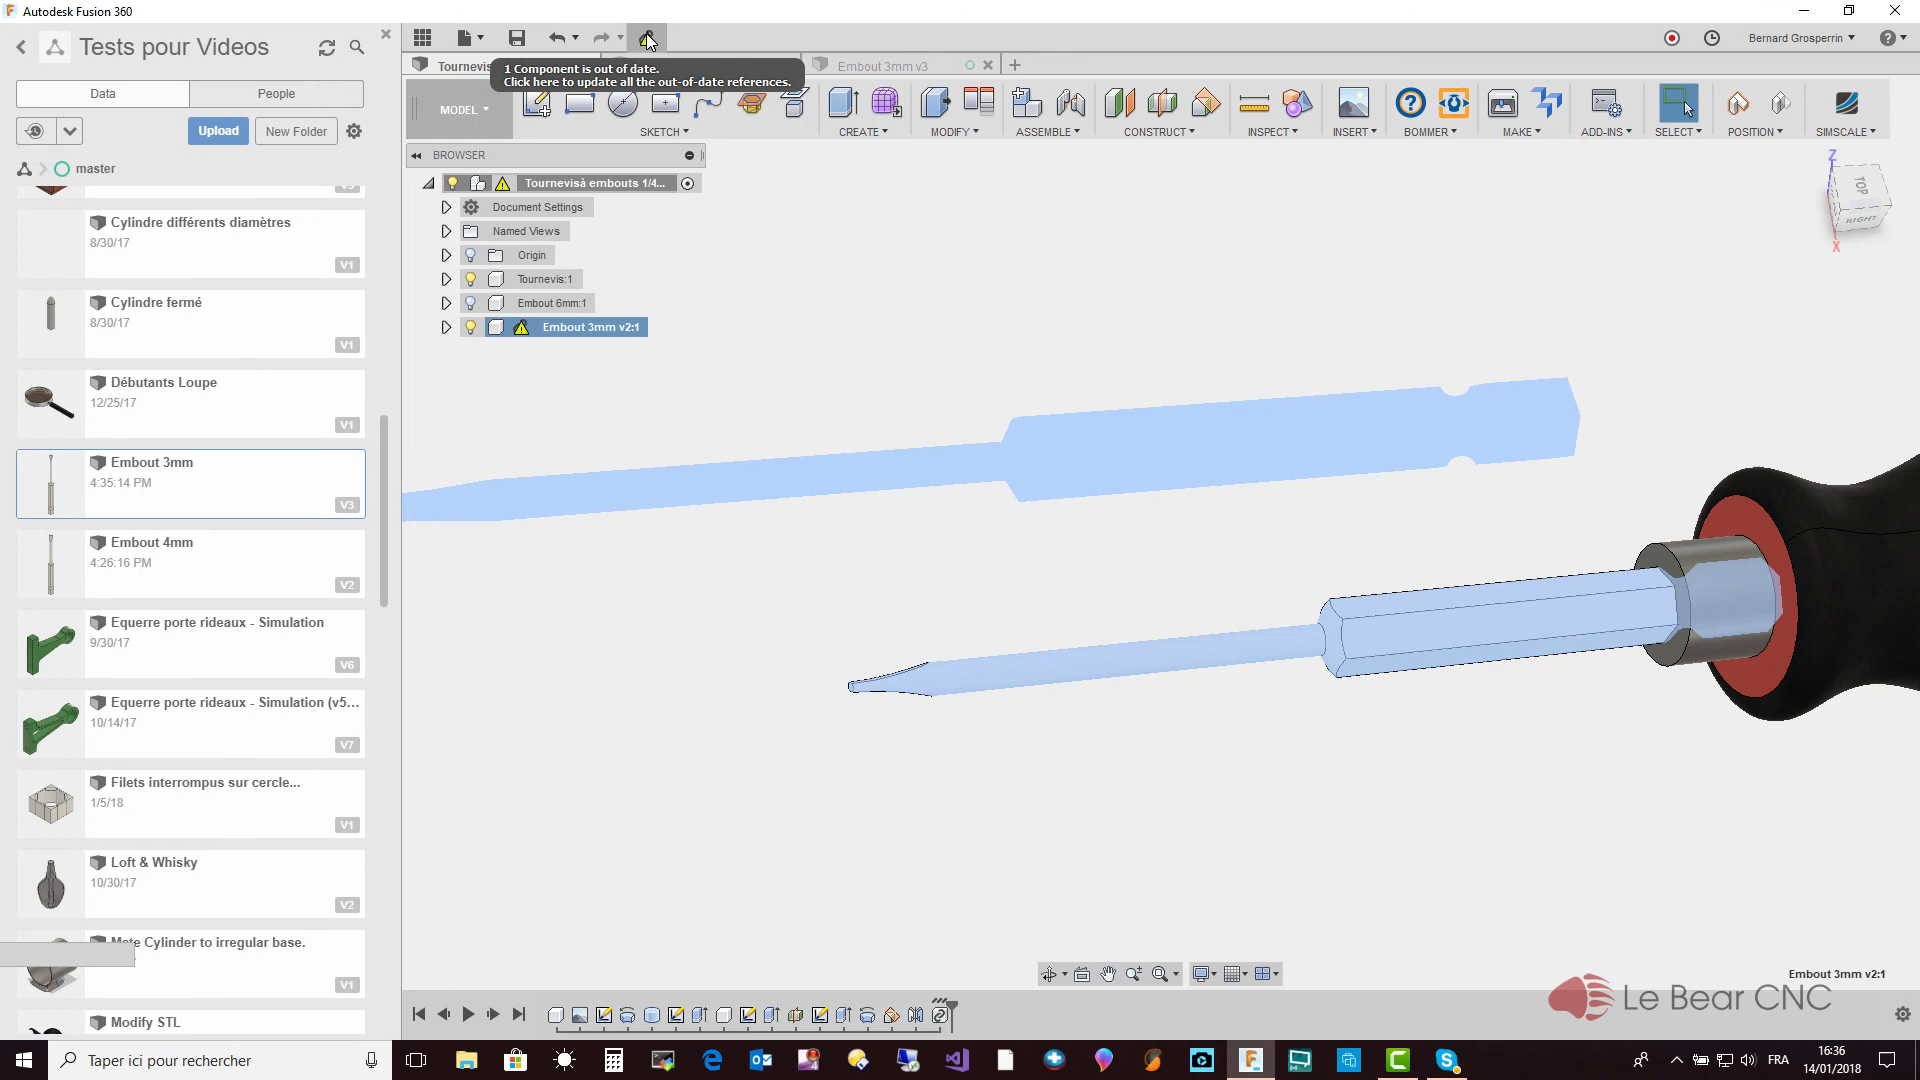 Autodesk Fusion 360
Tests pour Videos
Data
People
Upload
New Folder
master
Cylindre différents diamètres
8/30/17
V1
Cylindre fermé
8/30/17
V1
Débutants Loupe
12/25/17
V1
Embout 3mm
4:35:14 PM
V3
Embout 4mm
4:26:16 PM
V2
Equerre porte rideaux - Simulation
9/30/17
V6
Equerre porte rideaux - Simulation (v5...
10/14/17
V7
Filets interrompus sur cercle...
1/5/18
V1
Loft & Whisky
10/30/17
V2
Mate Cylinder to irregular base.
V1
Modify STL
Bernard Grosperrin
Tournevis
Embout 3mm v3
1 Component is out of date.
Click here to update all the out-of-date references.
MODEL
SKETCH
CREATE
MODIFY
ASSEMBLE
CONSTRUCT
INSPECT
INSERT
BOMMER
MAKE
ADD-INS
SELECT
POSITION
SIMSCALE
BROWSER
Tournevisà embouts 1/4...
Document Settings
Named Views
Origin
Tournevis:1
Embout 6mm:1
Embout 3mm v2:1
Z
TOP
RIGHT
X
Embout 3mm v2:1
Le Bear CNC
Taper ici pour rechercher
FRA
16:36
14/01/2018